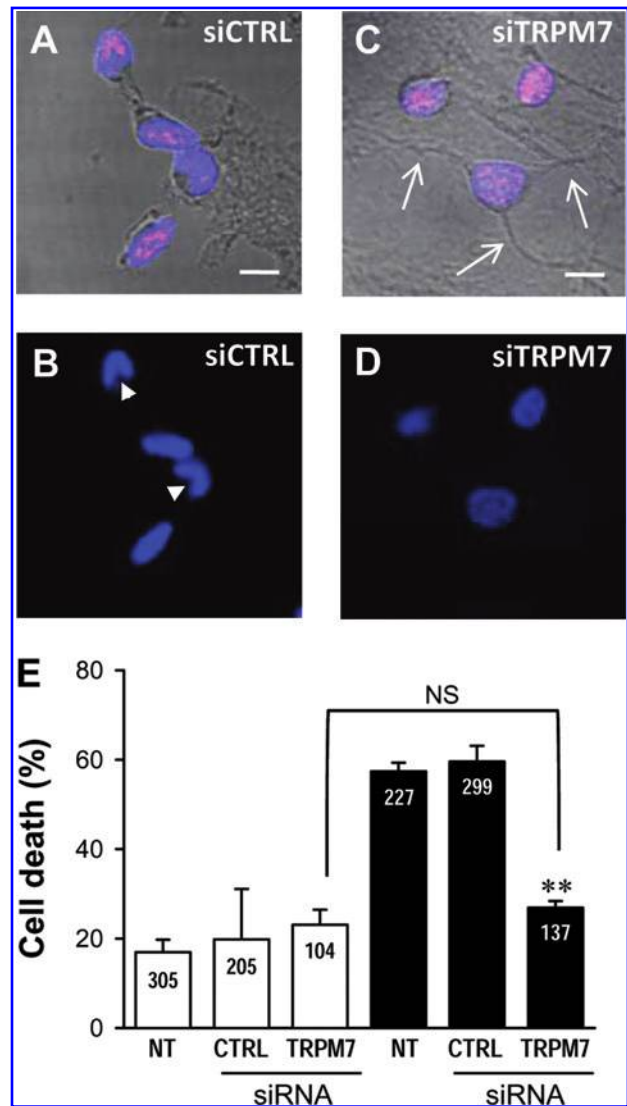 A siCTRL
C siTRPM7
B siCTRL
D siTRPM7
E
80
60
40
20
0
Cell death (%)
NS
**
305
205
104
227
299
137
NT CTRL TRPM7 NT CTRL TRPM7
siRNA siRNA